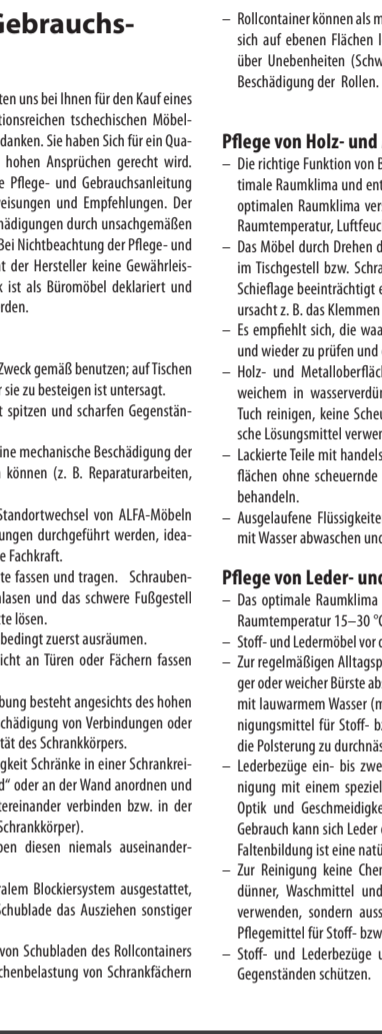 Gebrauchs-
ten uns bei Ihnen für den Kauf eines
tionsreichen tschechischen Möbel-
danken. Sie haben Sich für ein Qua-
hohen Ansprüchen gerecht wird.
e Pflege- und Gebrauchsanleitung
eisungen und Empfehlungen. Der
hädigungen durch unsachgemäßen
Bei Nichtbeachtung der Pflege- und
t der Hersteller keine Gewährleis-
k ist als Büromöbel deklariert und
rden.
Zweck gemäß benutzen; auf Tischen
r sie zu besteigen ist untersagt.
t spitzen und scharfen Gegenstän-
ine mechanische Beschädigung der
n können (z. B. Reparaturarbeiten,
Standortwechsel von ALFA-Möbeln
ungen durchgeführt werden, idea-
e Fachkraft.
te fassen und tragen. Schrauben-
nlasen und das schwere Fußgestell
tte lösen.
bedingt zuerst ausräumen.
icht an Türen oder Fächern fassen
bung besteht angesichts des hohen
schädigung von Verbindungen oder
tät des Schrankkörpers.
gkeit Schränke in einer Schrankrei-
d“ oder an der Wand anordnen und
tereinander verbinden bzw. in der
Schrankkörper).
ben diesen niemals auseinander-
ralem Blockiersystem ausgestattet,
Schublade das Ausziehen sonstiger
von Schubladen des Rollcontainers
chenbelastung von Schrankfächern
– Rollcontainer können als m
sich auf ebenen Flächen l
über Unebenheiten (Schw
Beschädigung der Rollen.
Pflege von Holz- und
– Die richtige Funktion von B
timale Raumklima und ent
optimalen Raumklima vers
Raumtemperatur, Luftfeuc
– Das Möbel durch Drehen d
im Tischgestell bzw. Schra
Schieflage beeinträchtigt e
ursacht z. B. das Klemmen
– Es empfiehlt sich, die waa
und wieder zu prüfen und
– Holz- und Metalloberfläc
weichem in wasserverdür
Tuch reinigen, keine Scheu
sche Lösungsmittel verwer
– Lackierte Teile mit handels
flächen ohne scheuernde
behandeln.
– Ausgelaufene Flüssigkeite
mit Wasser abwaschen und
Pflege von Leder- und
– Das optimale Raumklima
Raumtemperatur 15–30 °C
– Stoff- und Ledermöbel vor d
– Zur regelmäßigen Alltagsp
ger oder weicher Bürste abs
mit lauwarmem Wasser (m
nigungsmittel für Stoff- bz
die Polsterung zu durchnäs
– Lederbezüge ein- bis zwe
nigung mit einem speziel
Optik und Geschmeidigke
Gebrauch kann sich Leder
Faltenbildung ist eine natü
– Zur Reinigung keine Cher
dünner, Waschmittel und
verwenden, sondern auss
Pflegemittel für Stoff- bzw
– Stoff- und Lederbezüge u
Gegenständen schützen.